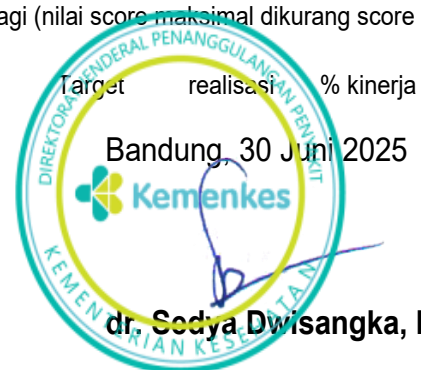 agi (nilai score maksimal dikurang score
Target realisasi % kinerja
Bandung, 30 Juni 2025
DIREKTORAT JENDERAL PENANGGULANGAN PENYAKIT
Kemenkes
KEMENTERIAN KESEHATAN
dr. Sedya Dwisangka,